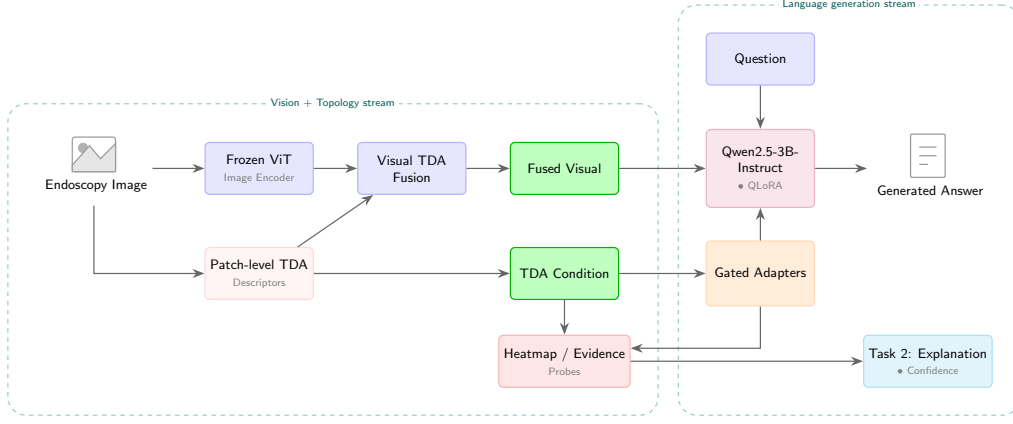 Language generation stream
Question
Vision + Topology stream
Endoscopy Image
Frozen ViT
Image Encoder
Visual TDA
Fusion
Fused Visual
Qwen2.5-3B-
Instruct
● QLoRA
Generated Answer
Patch-level TDA
Descriptors
TDA Condition
Gated Adapters
Heatmap / Evidence
Probes
Task 2: Explanation
● Confidence